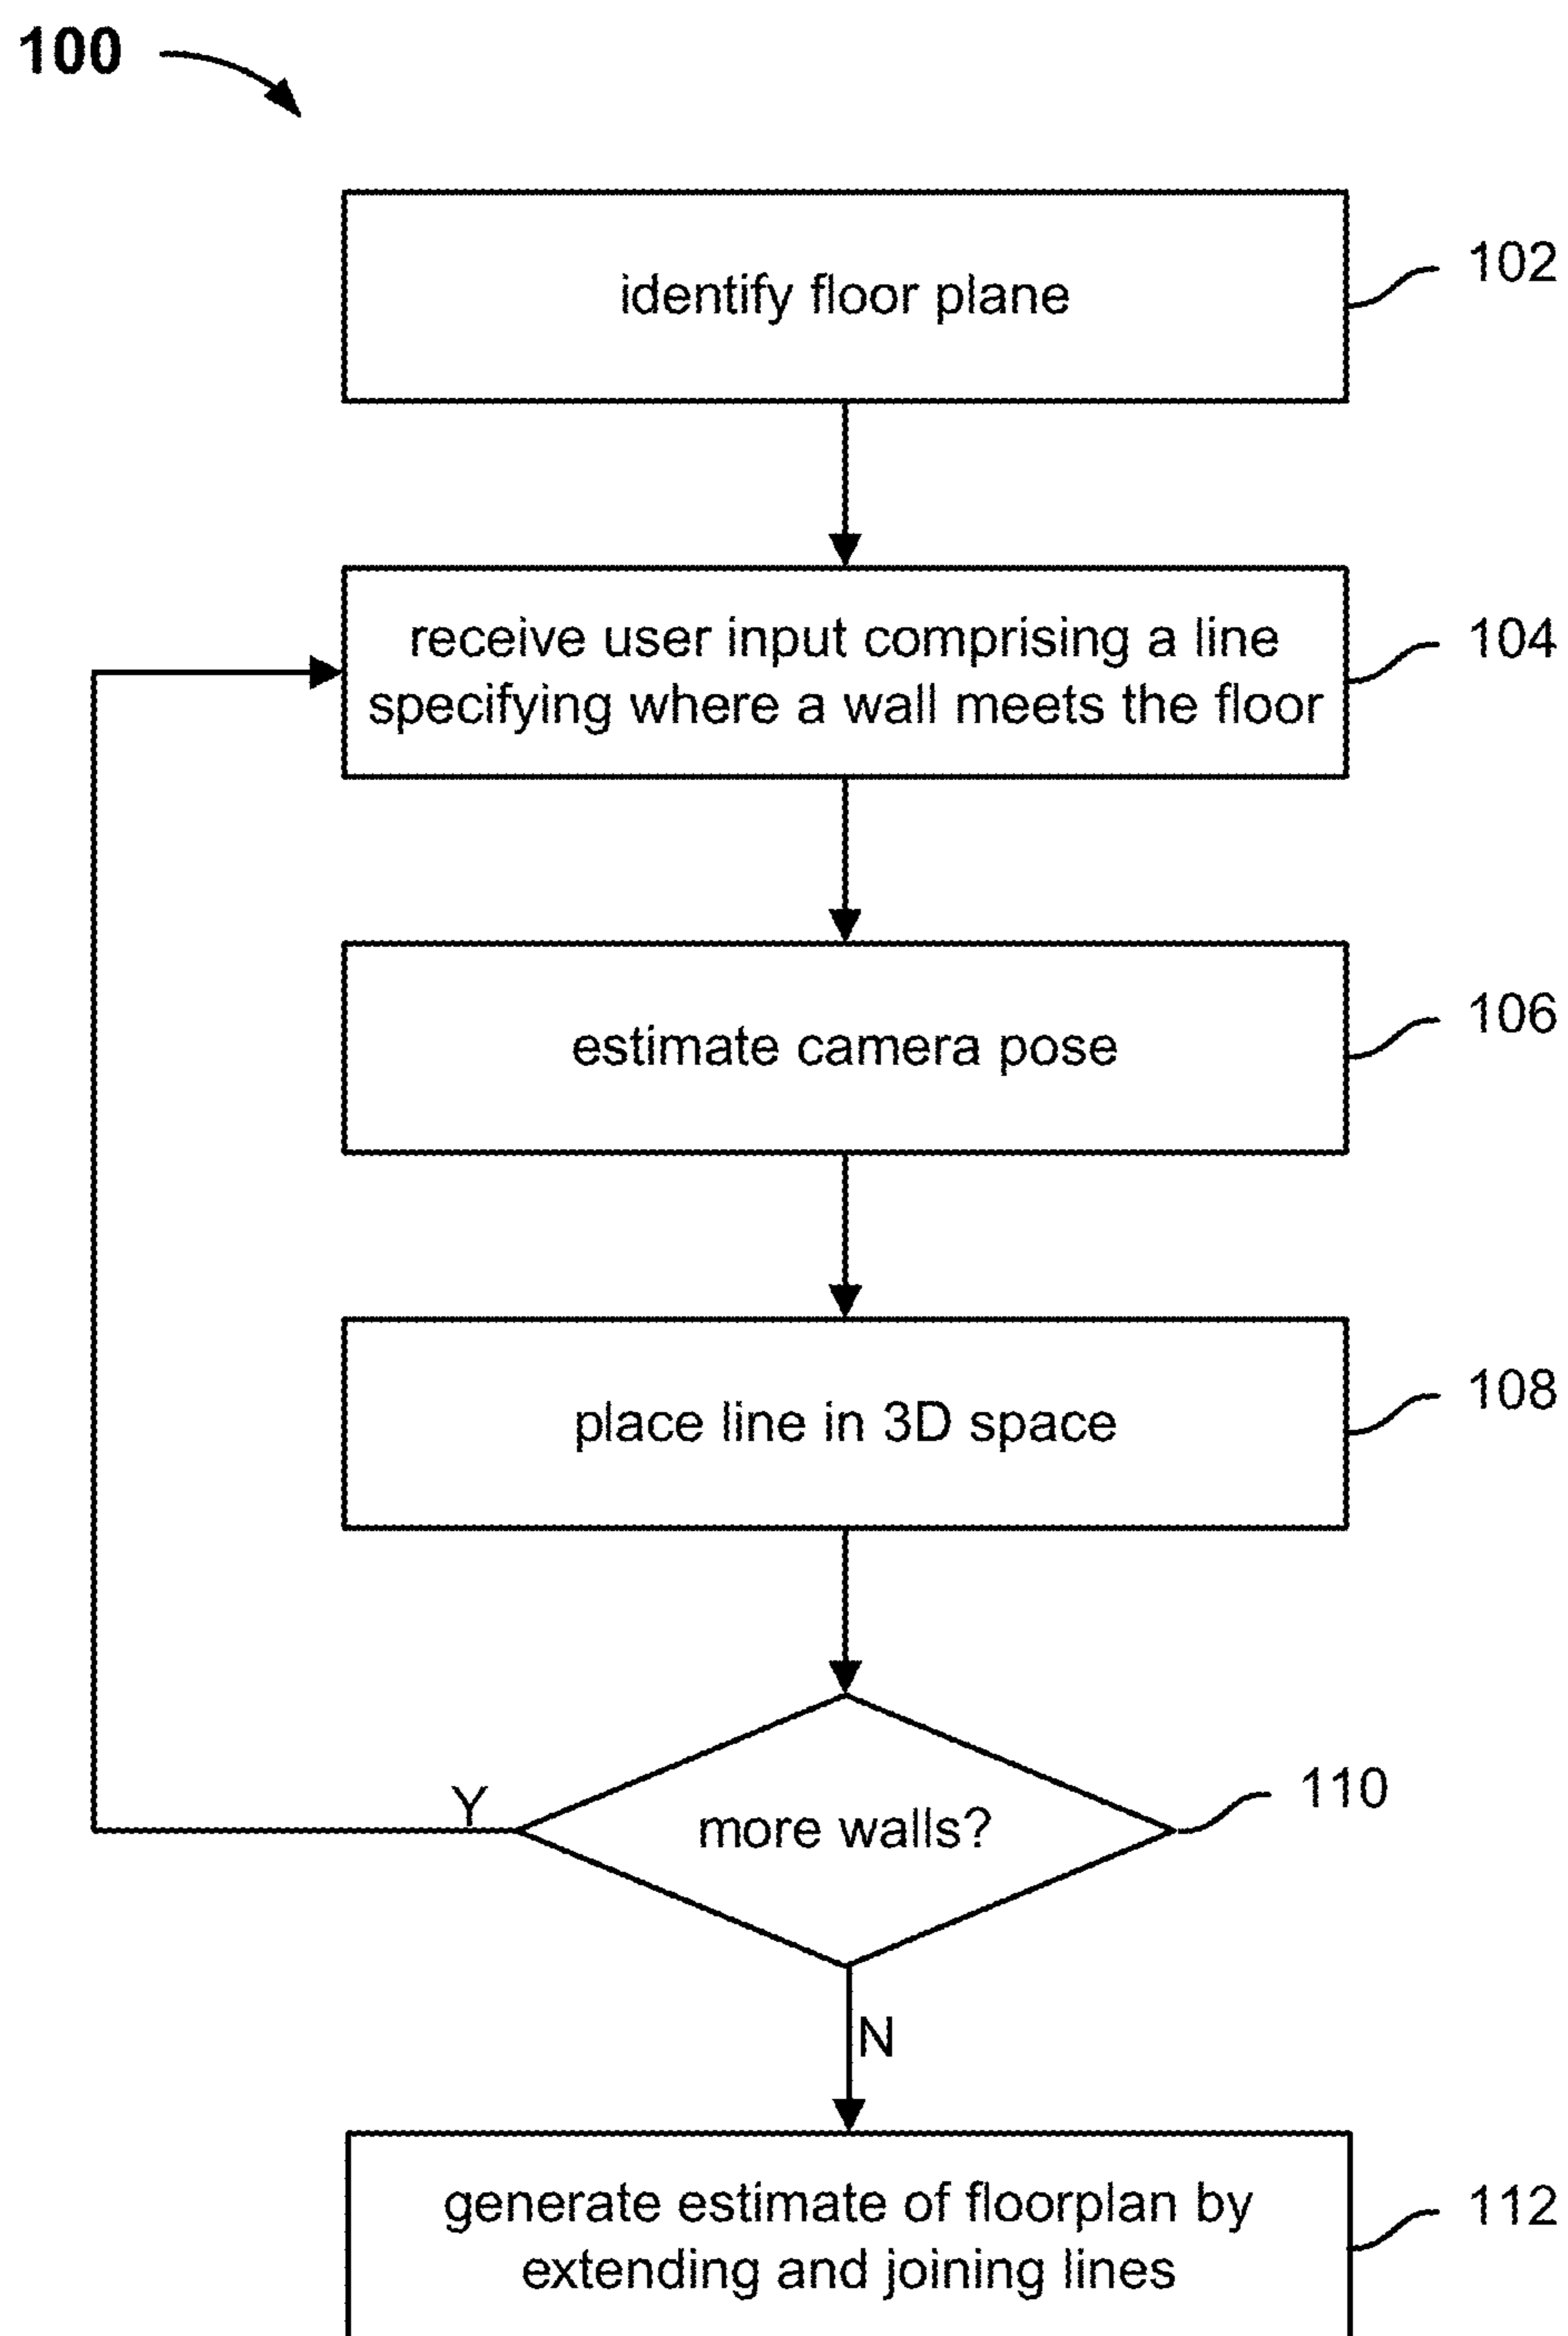 100
identify floor plane
102
receive user input comprising a line
specifying where a wall meets the floor
104
estimate camera pose
106
place line in 3D space
108
more walls?
110
Y
N
generate estimate of floorplan by
extending and joining lines
112